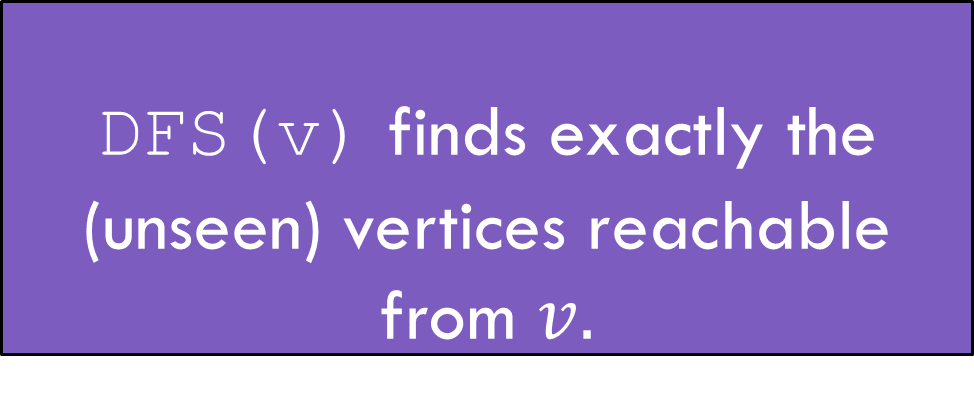 DFS(v) finds exactly the
(unseen) vertices reachable
from 𝑣.